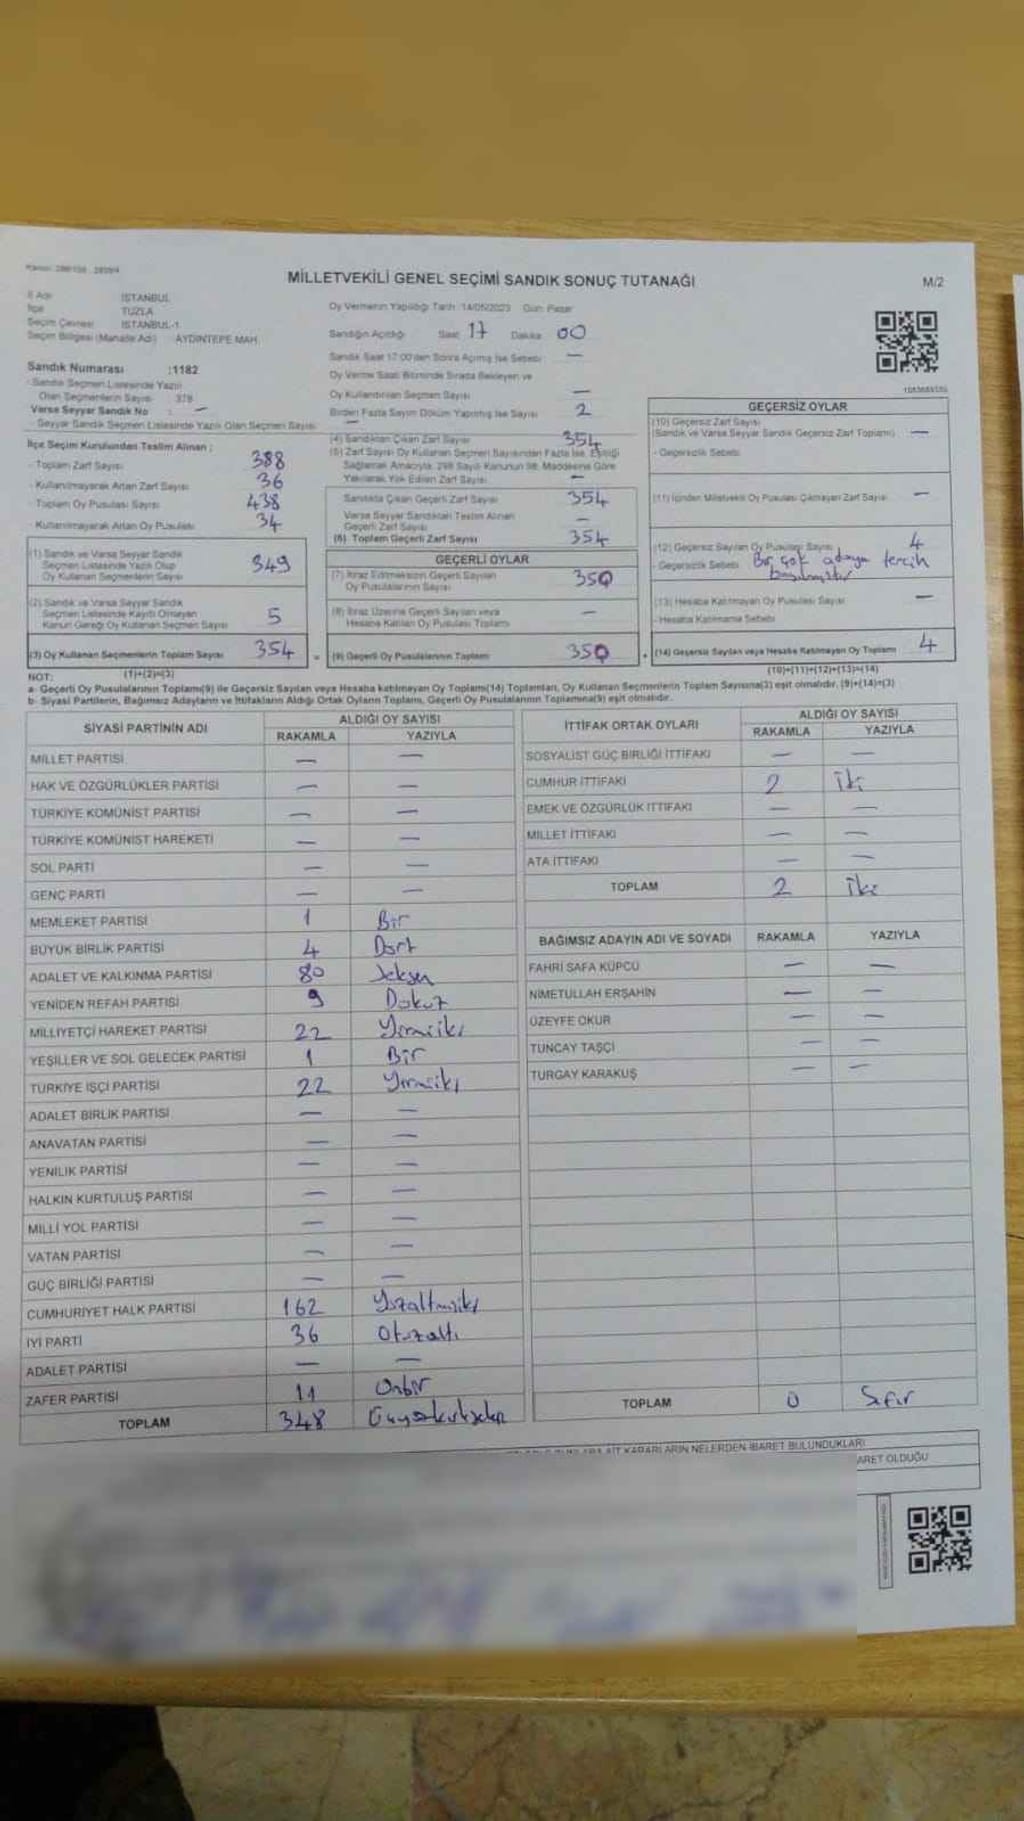 MİLLETVEKİLİ GENEL SEÇİMİ SANDIK SONUÇ TUTANAĞI
M/2
İl Adı İSTANBUL
İlçe TUZLA
Seçim Çevresi İSTANBUL-1
Seçim Bölgesi (Mahalle Adı) AYDINTEPE MAH.
Oy Vermenin Yapıldığı Tarih :14/05/2023 Gün: Pazar
Sandığın Açıldığı Saat 17 Dakika 00
Sandık Saat 17:00'den Sonra Açılmış İse Sebebi —
Oy Verme Saati Bitiminde Sırada Bekleyen ve
Oy Kullandırılan Seçmen Sayısı —
Birden Fazla Sayım Döküm Yapılmış İse Sayısı 2
Sandık Numarası :1182
- Sandık Seçmen Listesinde Yazılı
Olan Seçmenlerin Sayısı 378
Varsa Seyyar Sandık No : —
- Seyyar Sandık Seçmen Listesinde Yazılı Olan Seçmen Sayısı —
İlçe Seçim Kurulundan Teslim Alınan :
- Toplam Zarf Sayısı 388
- Kullanılmayarak Artan Zarf Sayısı 36
- Toplam Oy Pusulası Sayısı 438
- Kullanılmayarak Artan Oy Pusulası 34
(1) Sandık ve Varsa Seyyar Sandık
Seçmen Listesinde Yazılı Olup
Oy Kullanan Seçmenlerin Sayısı 349
(2) Sandık ve Varsa Seyyar Sandık
Seçmen Listesinde Kayıtlı Olmayan
Kanun Gereği Oy Kullanan Seçmen Sayısı 5
(3) Oy Kullanan Seçmenlerin Toplam Sayısı 354
(1)+(2)=(3)
(4) Sandıktan Çıkan Zarf Sayısı 354
(5) Zarf Sayısı Oy Kullanan Seçmen Sayısından Fazla İse, Eşitliği
Sağlamak Amacıyla, 298 Sayılı Kanunun 98. Maddesine Göre
Yakılarak Yok Edilen Zarf Sayısı —
Sandıkta Çıkan Geçerli Zarf Sayısı 354
Varsa Seyyar Sandıktan Teslim Alınan
Geçerli Zarf Sayısı —
(6) Toplam Geçerli Zarf Sayısı 354
GEÇERLİ OYLAR
(7) İtiraz Edilmeksizin Geçerli Sayılan
Oy Pusulalarının Sayısı 350
(8) İtiraz Üzerine Geçerli Sayılan veya
Hesaba Katılan Oy Pusulası Toplamı —
(9) Geçerli Oy Pusulalarının Toplamı 350
GEÇERSİZ OYLAR
(10) Geçersiz Zarf Sayısı
(Sandık ve Varsa Seyyar Sandık Geçersiz Zarf Toplamı) —
- Geçersizlik Sebebi
(11) İçinden Milletvekili Oy Pusulası Çıkmayan Zarf Sayısı —
(12) Geçersiz Sayılan Oy Pusulası Sayısı 4
- Geçersizlik Sebebi Bir çok adaya tercih
basılmıştır
(13) Hesaba Katılmayan Oy Pusulası Sayısı —
- Hesaba Katılmama Sebebi
(14) Geçersiz Sayılan veya Hesaba Katılmayan Oy Toplamı 4
(10)+(11)+(12)+(13)=(14)
NOT:
a- Geçerli Oy Pusulalarının Toplamı(9) ile Geçersiz Sayılan veya Hesaba katılmayan Oy Toplamı(14) Toplamları, Oy Kullanan Seçmenlerin Toplam Sayısına(3) eşit olmalıdır. (9)+(14)=(3)
b- Siyasi Partilerin, Bağımsız Adayların ve İttifakların Aldığı Oyların Toplamı, Geçerli Oy Pusulalarının Toplamına(9) eşit olmalıdır.
SİYASİ PARTİNİN ADI ALDIĞI OY SAYISI
RAKAMLA YAZIYLA
MİLLET PARTİSİ — —
HAK VE ÖZGÜRLÜKLER PARTİSİ — —
TÜRKİYE KOMÜNİST PARTİSİ — —
TÜRKİYE KOMÜNİST HAREKETİ — —
SOL PARTİ — —
GENÇ PARTİ — —
MEMLEKET PARTİSİ 1 Bir
BÜYÜK BİRLİK PARTİSİ 4 Dört
ADALET VE KALKINMA PARTİSİ 80 Seksen
YENİDEN REFAH PARTİSİ 9 Dokuz
MİLLİYETÇİ HAREKET PARTİSİ 22 Yirmiiki
YEŞİLLER VE SOL GELECEK PARTİSİ 1 Bir
TÜRKİYE İŞÇİ PARTİSİ 22 Yirmiiki
ADALET BİRLİK PARTİSİ — —
ANAVATAN PARTİSİ — —
YENİLİK PARTİSİ — —
HALKIN KURTULUŞ PARTİSİ — —
MİLLİ YOL PARTİSİ — —
VATAN PARTİSİ — —
GÜÇ BİRLİĞİ PARTİSİ — —
CUMHURİYET HALK PARTİSİ 162 Yüzaltmışiki
İYİ PARTİ 36 Otuzaltı
ADALET PARTİSİ — —
ZAFER PARTİSİ 11 Onbir
TOPLAM 348 Üçyüzkırksekiz
İTTİFAK ORTAK OYLARI ALDIĞI OY SAYISI
RAKAMLA YAZIYLA
SOSYALİST GÜÇ BİRLİĞİ İTTİFAKI — —
CUMHUR İTTİFAKI 2 İki
EMEK VE ÖZGÜRLÜK İTTİFAKI — —
MİLLET İTTİFAKI — —
ATA İTTİFAKI — —
TOPLAM 2 İki
BAĞIMSIZ ADAYIN ADI VE SOYADI RAKAMLA YAZIYLA
FAHRİ SAFA KÜPCÜ — —
NİMETULLAH ERŞAHİN — —
ÜZEYFE OKUR — —
TUNCAY TAŞÇI — —
TURGAY KARAKUŞ — —
TOPLAM 0 Sıfır
AİT KARARLARIN NELERDEN İBARET BULUNDUKLARI
ARET OLDUĞU